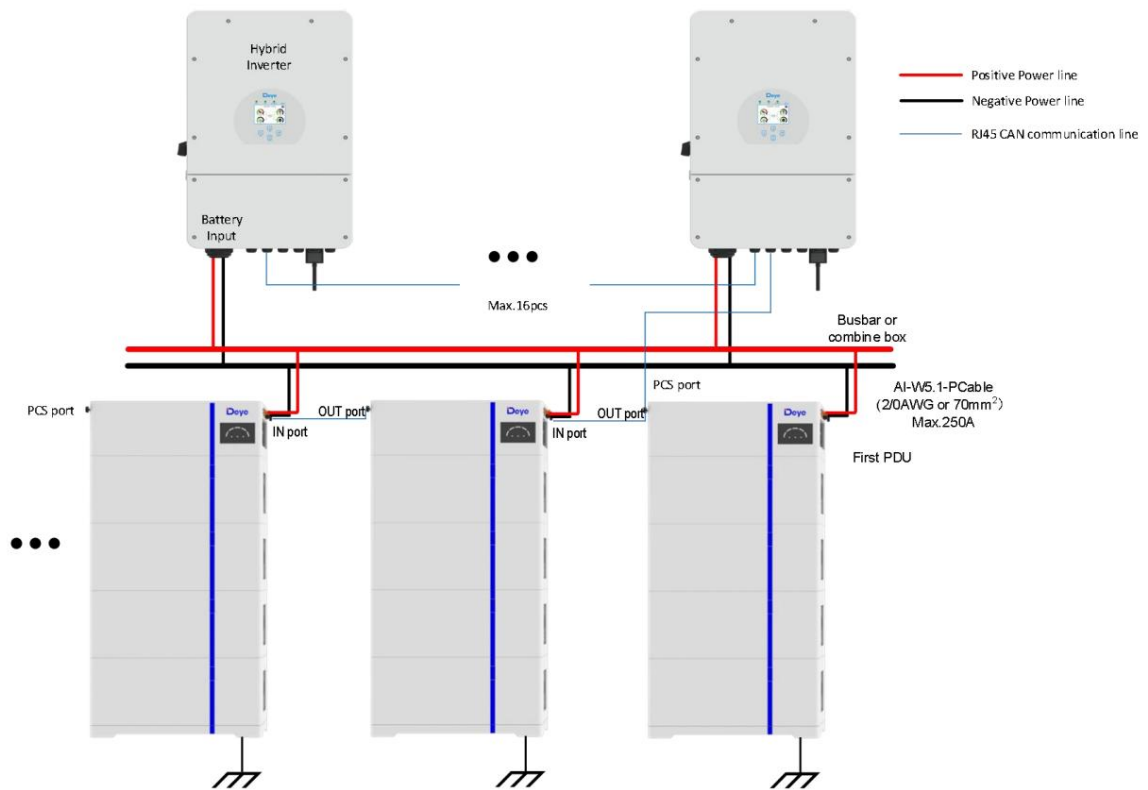 Hybrid
Inverter
Deye
Battery
Input
Deye
Positive Power line
Negative Power line
RJ45 CAN communication line
Max.16pcs
Busbar or
combine box
PCS port
OUT port
IN port
PCS port
OUT port
IN port
AI-W5.1-PCable
(2/0AWG or 70mm²)
Max.250A
First PDU
Deye
Deye
Deye